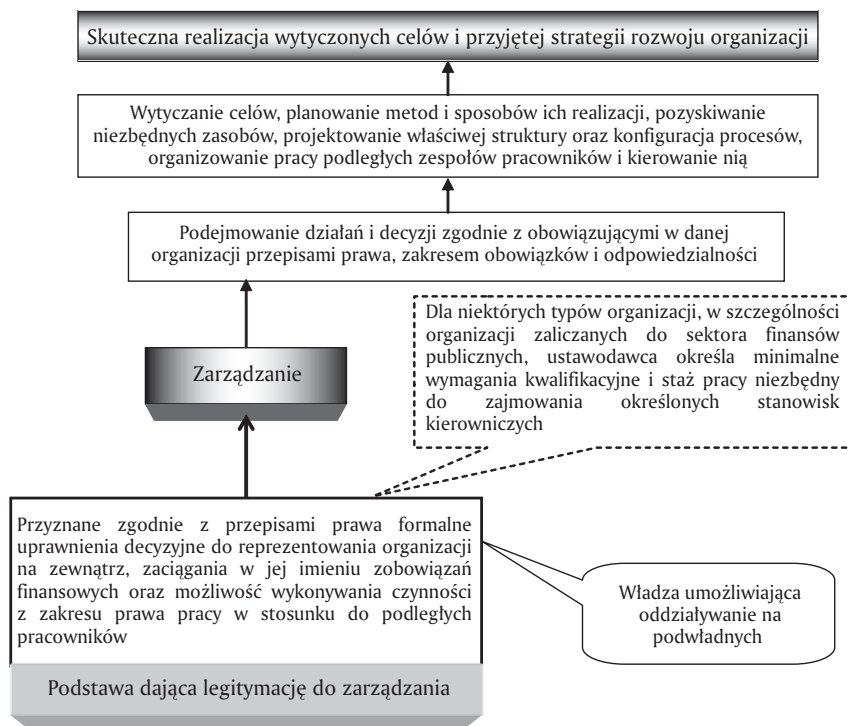 Skuteczna realizacja wytyczonych celów i przyjętej strategii rozwoju organizacji
Wytyczanie celów, planowanie metod i sposobów ich realizacji, pozyskiwanie
niezbędnych zasobów, projektowanie właściwej struktury oraz konfiguracja procesów,
organizowanie pracy podległych zespołów pracowników i kierowanie nią
Podejmowanie działań i decyzji zgodnie z obowiązującymi w danej
organizacji przepisami prawa, zakresem obowiązków i odpowiedzialności
Dla niektórych typów organizacji, w szczególności
organizacji zaliczanych do sektora finansów
publicznych, ustawodawca określa minimalne
wymagania kwalifikacyjne i staż pracy niezbędny
do zajmowania określonych stanowisk
kierowniczych
Zarządzanie
Przyznane zgodnie z przepisami prawa formalne
uprawnienia decyzyjne do reprezentowania organizacji
na zewnątrz, zaciągania w jej imieniu zobowiązań
finansowych oraz możliwość wykonywania czynności
z zakresu prawa pracy w stosunku do podległych
pracowników
Władza umożliwiająca
oddziaływanie na
podwładnych
Podstawa dająca legitymację do zarządzania